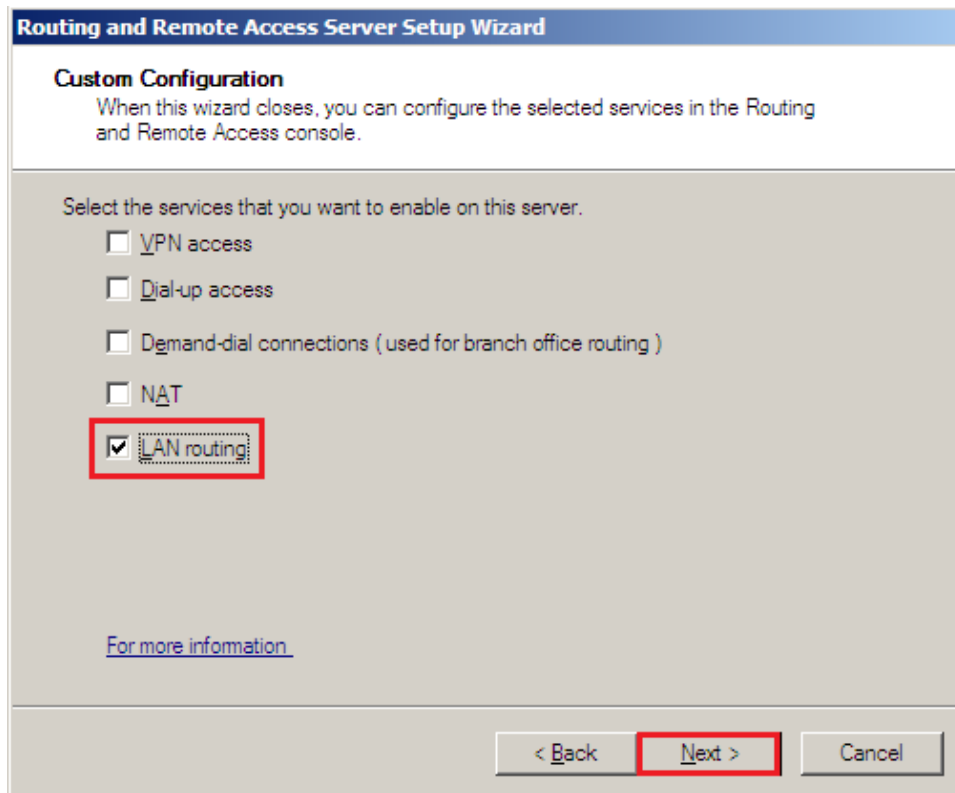 Routing and Remote Access Server Setup Wizard
Custom Configuration
When this wizard closes, you can configure the selected services in the Routing
and Remote Access console.
Select the services that you want to enable on this server.
VPN access
Dial-up access
Demand-dial connections ( used for branch office routing )
NAT
LAN routing
For more information
< Back Next > Cancel